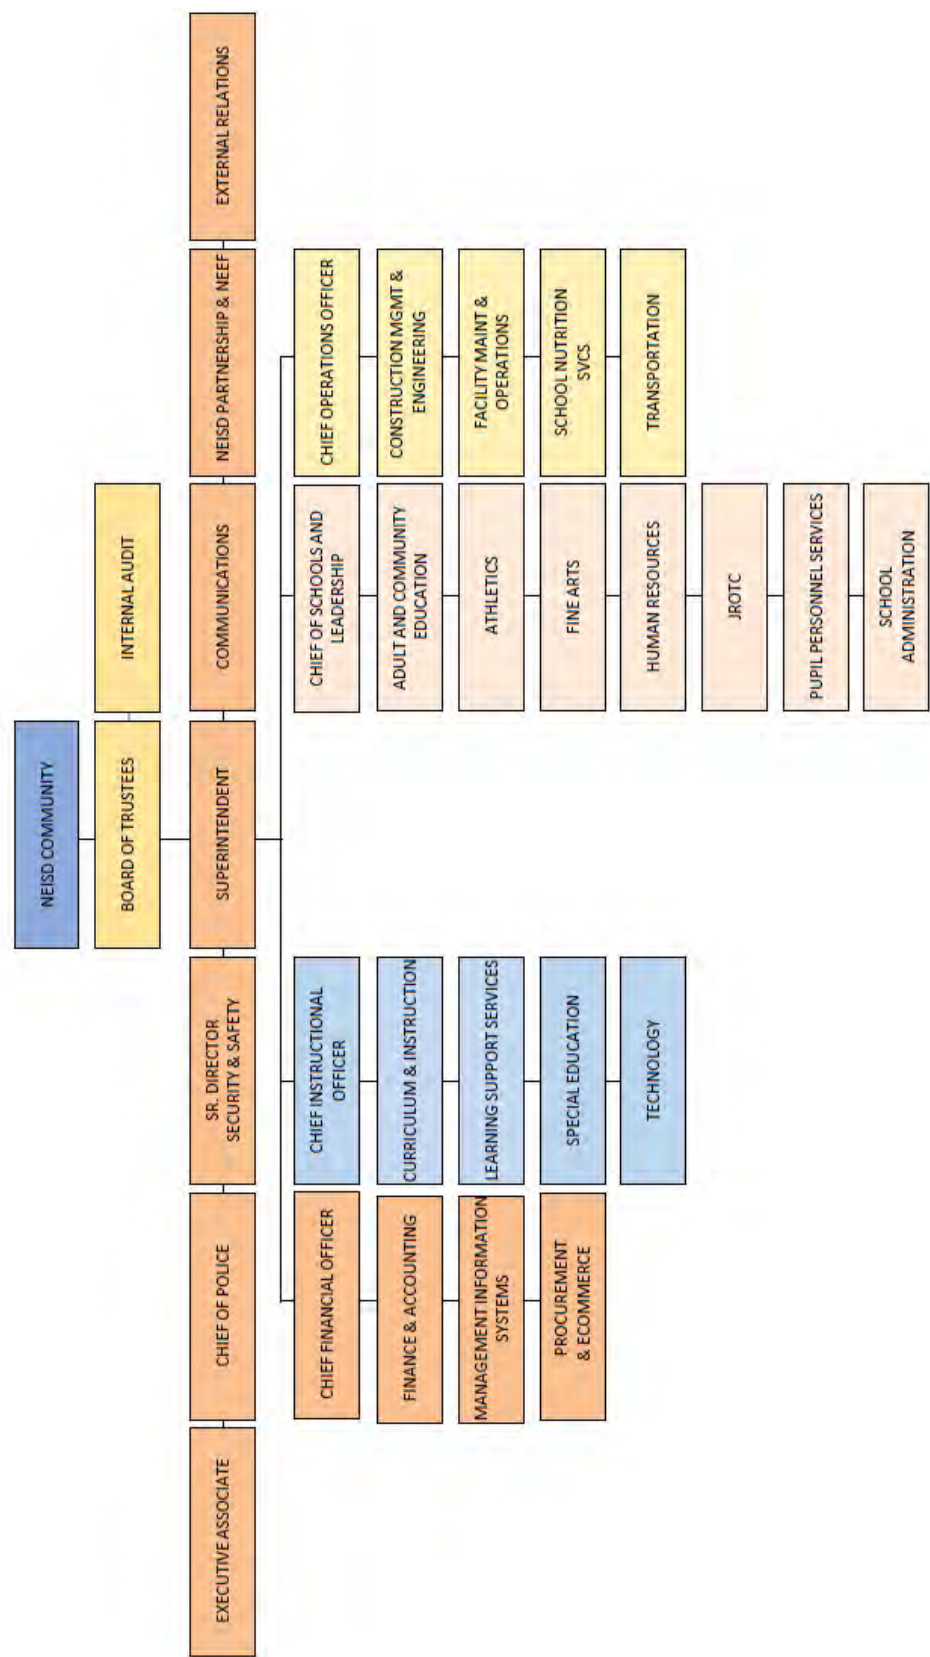 NEISD COMMUNITY
BOARD OF TRUSTEES
INTERNAL AUDIT
EXECUTIVE ASSOCIATE
CHIEF OF POLICE
SR. DIRECTOR
SECURITY & SAFETY
SUPERINTENDENT
COMMUNICATIONS
NEISD PARTNERSHIP & NEEF
EXTERNAL RELATIONS
CHIEF FINANCIAL OFFICER
FINANCE & ACCOUNTING
MANAGEMENT INFORMATION
SYSTEMS
PROCUREMENT
& ECOMMERCE
CHIEF INSTRUCTIONAL
OFFICER
CURRICULUM & INSTRUCTION
LEARNING SUPPORT SERVICES
SPECIAL EDUCATION
TECHNOLOGY
CHIEF OF SCHOOLS AND
LEADERSHIP
ADULT AND COMMUNITY
EDUCATION
ATHLETICS
FINE ARTS
HUMAN RESOURCES
JROTC
PUPIL PERSONNEL SERVICES
SCHOOL
ADMINISTRATION
CHIEF OPERATIONS OFFICER
CONSTRUCTION MGMT &
ENGINEERING
FACILITY MAINT &
OPERATIONS
SCHOOL NUTRITION
SVCS
TRANSPORTATION